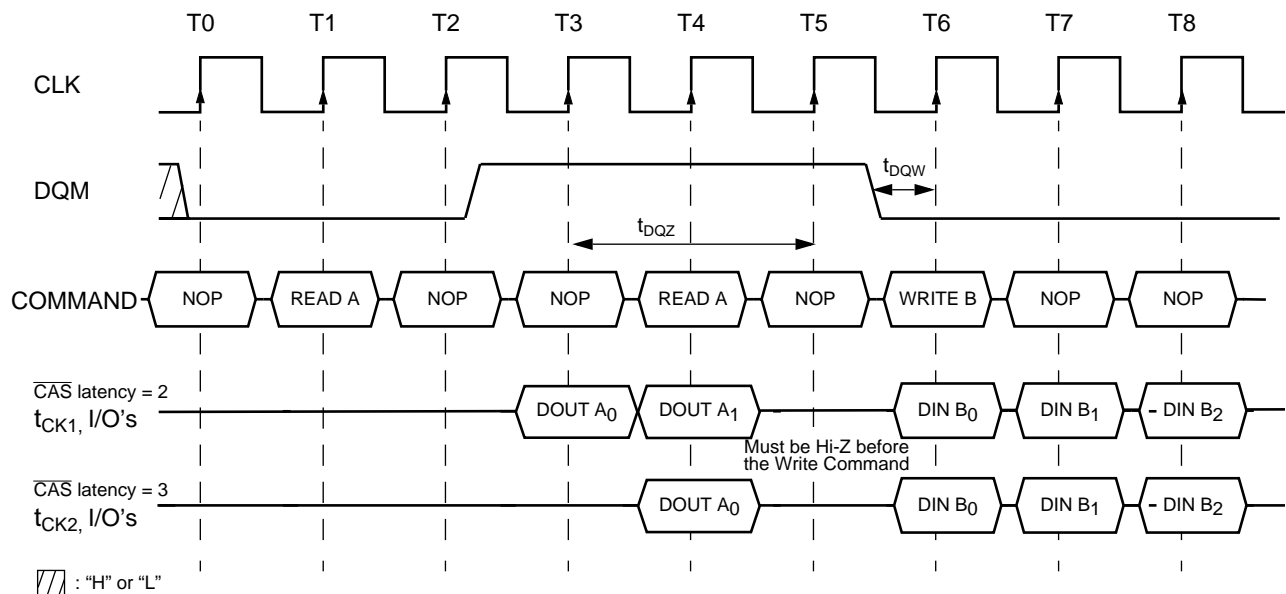 T0 T1 T2 T3 T4 T5 T6 T7 T8
CLK
DQM
tDQW
tDQZ
COMMAND NOP READ A NOP NOP READ A NOP WRITE B NOP NOP
CAS latency = 2
tCK1, I/O's
DOUT A0 DOUT A1 DIN B0 DIN B1 DIN B2
Must be Hi-Z before
the Write Command
CAS latency = 3
tCK2, I/O's
DOUT A0 DIN B0 DIN B1 DIN B2
: “H” or “L”